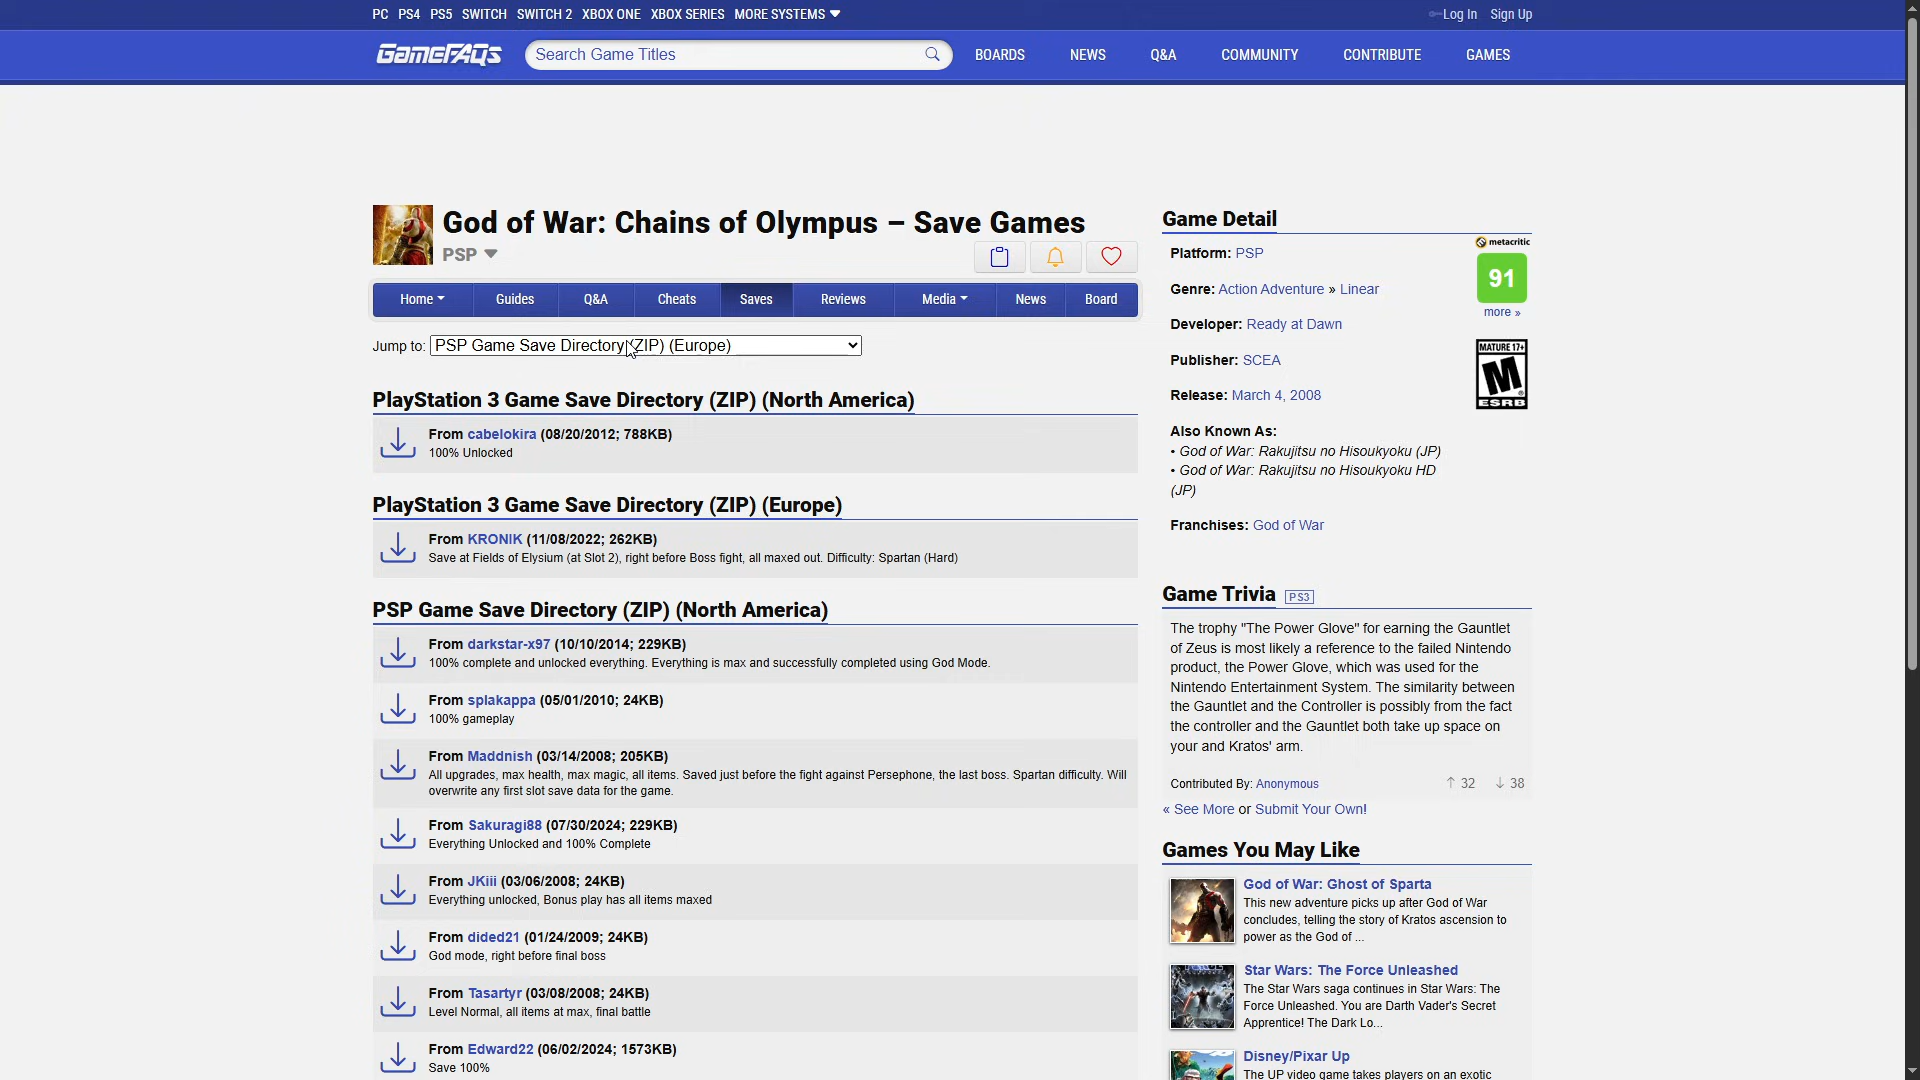 PC PS4 PS5 SWITCH SWITCH 2 XBOX ONE XBOX SERIES MORE SYSTEMS
Log In Sign Up
GameFAQs
Search Game Titles
BOARDS NEWS Q&A COMMUNITY CONTRIBUTE GAMES
God of War: Chains of Olympus – Save Games
PSP
Home Guides Q&A Cheats Saves Reviews Media News Board
Jump to: PSP Game Save Directory (ZIP) (Europe)
PlayStation 3 Game Save Directory (ZIP) (North America)
From cabelokira (08/20/2012; 788KB)
100% Unlocked
PlayStation 3 Game Save Directory (ZIP) (Europe)
From KRONIK (11/08/2022; 262KB)
Save at Fields of Elysium (at Slot 2), right before Boss fight, all maxed out. Difficulty: Spartan (Hard)
PSP Game Save Directory (ZIP) (North America)
From darkstar-x97 (10/10/2014; 229KB)
100% complete and unlocked everything. Everything is max and successfully completed using God Mode.
From splakappa (05/01/2010; 24KB)
100% gameplay
From Maddnish (03/14/2008; 205KB)
All upgrades, max health, max magic, all items. Saved just before the fight against Persephone, the last boss. Spartan difficulty. Will
overwrite any first slot save data for the game.
From Sakuragi88 (07/30/2024; 229KB)
Everything Unlocked and 100% Complete
From JKiii (03/06/2008; 24KB)
Everything unlocked, Bonus play has all items maxed
From dided21 (01/24/2009; 24KB)
God mode, right before final boss
From Tasartyr (03/08/2008; 24KB)
Level Normal, all items at max, final battle
From Edward22 (06/02/2024; 1573KB)
Save 100%
Game Detail
Platform: PSP
metacritic
91
more »
Genre: Action Adventure » Linear
Developer: Ready at Dawn
Publisher: SCEA
Release: March 4, 2008
MATURE 17+
M
ESRB
Also Known As:
• God of War: Rakujitsu no Hisoukyoku (JP)
• God of War: Rakujitsu no Hisoukyoku HD
(JP)
Franchises: God of War
Game Trivia PS3
The trophy "The Power Glove" for earning the Gauntlet
of Zeus is most likely a reference to the failed Nintendo
product, the Power Glove, which was used for the
Nintendo Entertainment System. The similarity between
the Gauntlet and the Controller is possibly from the fact
the controller and the Gauntlet both take up space on
your and Kratos' arm.
Contributed By: Anonymous ↑ 32 ↓ 38
« See More or Submit Your Own!
Games You May Like
God of War: Ghost of Sparta
This new adventure picks up after God of War
concludes, telling the story of Kratos ascension to
power as the God of ...
Star Wars: The Force Unleashed
The Star Wars saga continues in Star Wars: The
Force Unleashed. You are Darth Vader's Secret
Apprentice! The Dark Lo...
Disney/Pixar Up
The UP video game takes players on an exotic